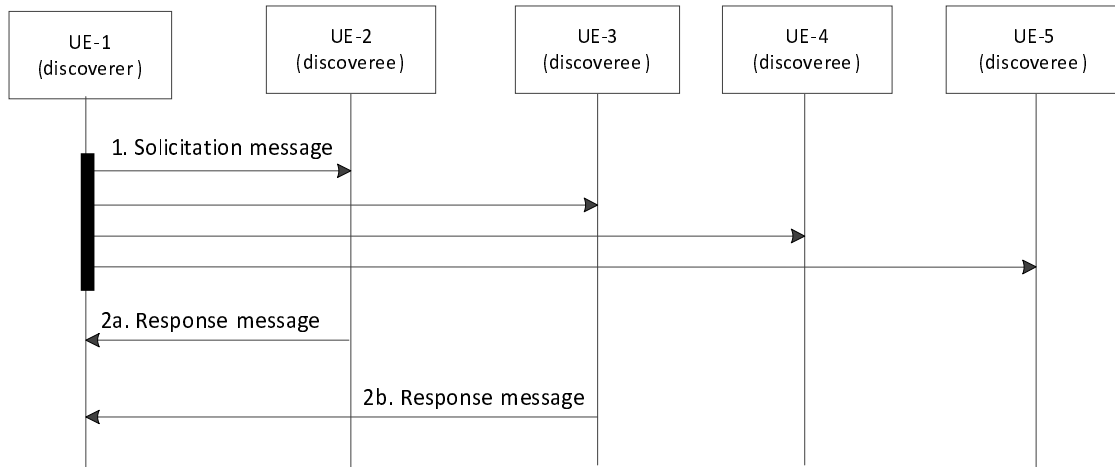 UE-1
(discoverer)
UE-2
(discoveree)
UE-3
(discoveree)
UE-4
(discoveree)
UE-5
(discoveree)
1. Solicitation message
2a. Response message
2b. Response message